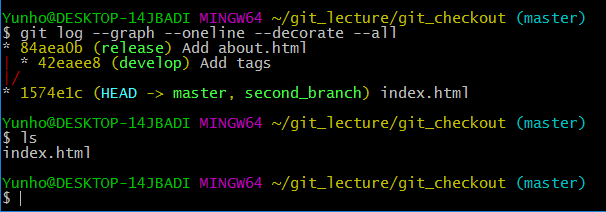 Yunho@DESKTOP-14JBADI MINGW64 ~/git_lecture/git_checkout (master)
$ git log --graph --oneline --decorate --all
* 84aea0b (release) Add about.html
| * 42eaee8 (develop) Add tags
|/
* 1574e1c (HEAD -> master, second_branch) index.html

Yunho@DESKTOP-14JBADI MINGW64 ~/git_lecture/git_checkout (master)
$ ls
index.html

Yunho@DESKTOP-14JBADI MINGW64 ~/git_lecture/git_checkout (master)
$